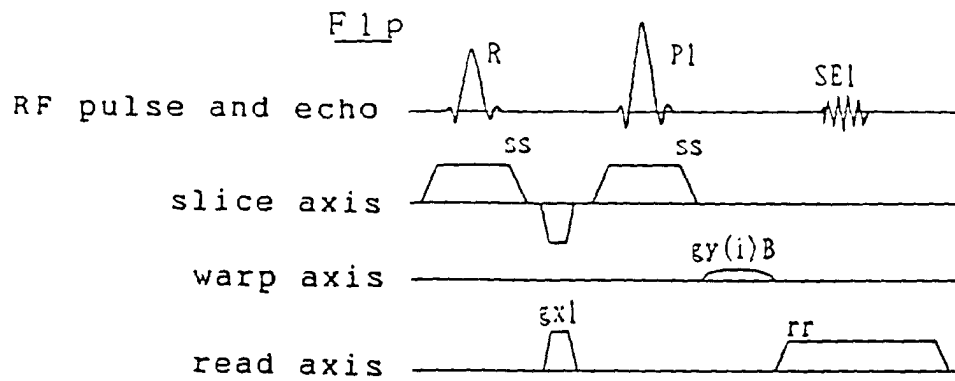 F1p
R
P1
SE1
RF pulse and echo
ss
ss
slice axis
gy(i)B
warp axis
gx1
rr
read axis